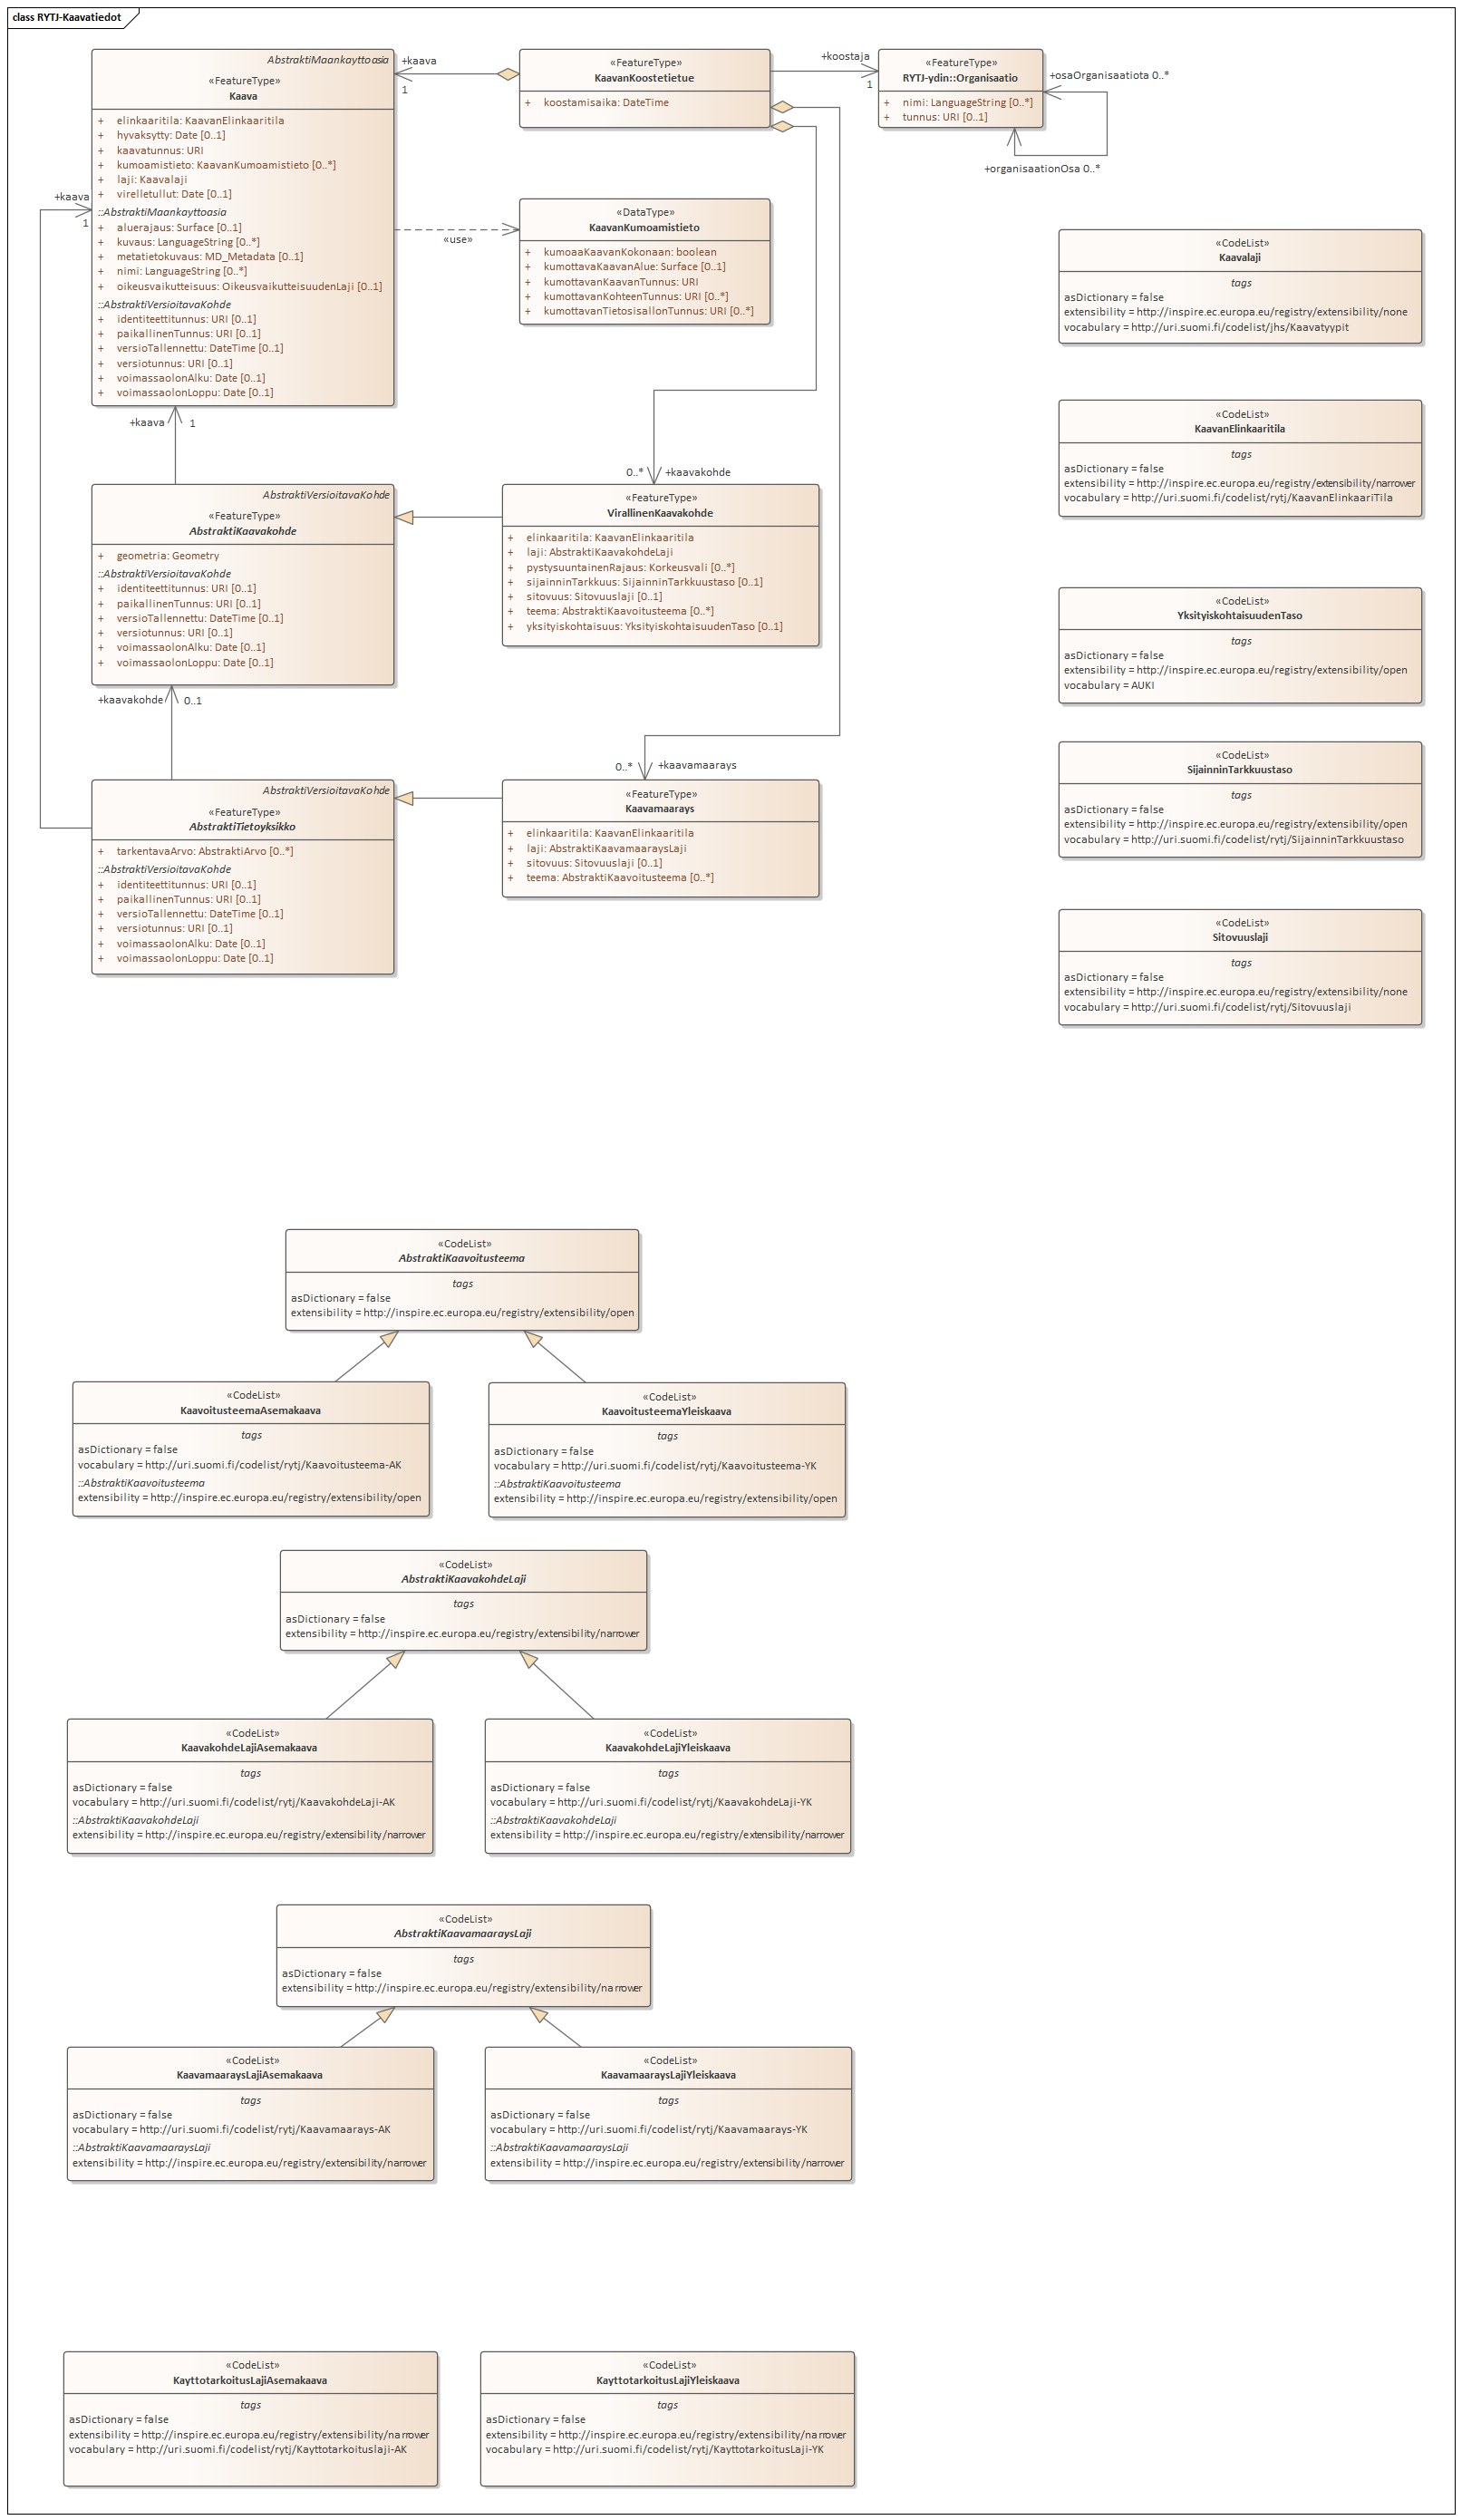 class RYTJ-Kaavatiedot
AbstraktiMaankayttoasia
«FeatureType»
Kaava
+ elinkaaritila: KaavanElinkaaritila
+ hyvaksytty: Date [0..1]
+ kaavatunnus: URI
+ kumoamistieto: KaavanKumoamistieto [0..*]
+ laji: Kaavalaji
+ virelletullut: Date [0..1]
::AbstraktiMaankayttoasia
+ aluerajaus: Surface [0..1]
+ kuvaus: LanguageString [0..*]
+ metatietokuvaus: MD_Metadata [0..1]
+ nimi: LanguageString [0..*]
+ oikeusvaikutteisuus: OikeusvaikutteisuudenLaji [0..1]
::AbstraktiVersioitavaKohde
+ identiteettitunnus: URI [0..1]
+ paikallinenTunnus: URI [0..1]
+ versioTallennettu: DateTime [0..1]
+ versiotunnus: URI [0..1]
+ voimassaolonAlku: Date [0..1]
+ voimassaolonLoppu: Date [0..1]
+kaava
1
«FeatureType»
KaavanKoostetietue
+ koostamisaika: DateTime
+koostaja
1
«FeatureType»
RYTJ-ydin::Organisaatio
+ nimi: LanguageString [0..*]
+ tunnus: URI [0..1]
+osaOrganisaatiota 0..*
+organisaationOsa 0..*
+kaava
1
«use»
«DataType»
KaavanKumoamistieto
+ kumoaaKaavanKokonaan: boolean
+ kumottavaKaavanAlue: Surface [0..1]
+ kumottavanKaavanTunnus: URI
+ kumottavanKohteenTunnus: URI [0..*]
+ kumottavanTietosisallonTunnus: URI [0..*]
«CodeList»
Kaavalaji
tags
asDictionary = false
extensibility = http://inspire.ec.europa.eu/registry/extensibility/none
vocabulary = http://uri.suomi.fi/codelist/jhs/Kaavatyypit
«CodeList»
KaavanElinkaaritila
tags
asDictionary = false
extensibility = http://inspire.ec.europa.eu/registry/extensibility/narrower
vocabulary = http://uri.suomi.fi/codelist/rytj/KaavanElinkaariTila
+kaava 1
0..* +kaavakohde
AbstraktiVersioitavaKohde
«FeatureType»
AbstraktiKaavakohde
+ geometria: Geometry
::AbstraktiVersioitavaKohde
+ identiteettitunnus: URI [0..1]
+ paikallinenTunnus: URI [0..1]
+ versioTallennettu: DateTime [0..1]
+ versiotunnus: URI [0..1]
+ voimassaolonAlku: Date [0..1]
+ voimassaolonLoppu: Date [0..1]
«FeatureType»
VirallinenKaavakohde
+ elinkaaritila: KaavanElinkaaritila
+ laji: AbstraktiKaavakohdeLaji
+ pystysuuntainenRajaus: Korkeusvali [0..*]
+ sijainninTarkkuus: SijainninTarkkuustaso [0..1]
+ sitovuus: Sitovuuslaji [0..1]
+ teema: AbstraktiKaavoitusteema [0..*]
+ yksityiskohtaisuus: YksityiskohtaisuudenTaso [0..1]
«CodeList»
YksityiskohtaisuudenTaso
tags
asDictionary = false
extensibility = http://inspire.ec.europa.eu/registry/extensibility/open
vocabulary = AUKI
+kaavakohde 0..1
0..* +kaavamaarays
AbstraktiVersioitavaKohde
«FeatureType»
AbstraktiTietoyksikko
+ tarkentavaArvo: AbstraktiArvo [0..*]
::AbstraktiVersioitavaKohde
+ identiteettitunnus: URI [0..1]
+ paikallinenTunnus: URI [0..1]
+ versioTallennettu: DateTime [0..1]
+ versiotunnus: URI [0..1]
+ voimassaolonAlku: Date [0..1]
+ voimassaolonLoppu: Date [0..1]
«FeatureType»
Kaavamaarays
+ elinkaaritila: KaavanElinkaaritila
+ laji: AbstraktiKaavamaaraysLaji
+ sitovuus: Sitovuuslaji [0..1]
+ teema: AbstraktiKaavoitusteema [0..*]
«CodeList»
SijainninTarkkuustaso
tags
asDictionary = false
extensibility = http://inspire.ec.europa.eu/registry/extensibility/open
vocabulary = http://uri.suomi.fi/codelist/rytj/SijainninTarkkuustaso
«CodeList»
Sitovuuslaji
tags
asDictionary = false
extensibility = http://inspire.ec.europa.eu/registry/extensibility/none
vocabulary = http://uri.suomi.fi/codelist/rytj/Sitovuuslaji
«CodeList»
AbstraktiKaavoitusteema
tags
asDictionary = false
extensibility = http://inspire.ec.europa.eu/registry/extensibility/open
«CodeList»
KaavoitusteemaAsemakaava
tags
asDictionary = false
vocabulary = http://uri.suomi.fi/codelist/rytj/Kaavoitusteema-AK
::AbstraktiKaavoitusteema
extensibility = http://inspire.ec.europa.eu/registry/extensibility/open
«CodeList»
KaavoitusteemaYleiskaava
tags
asDictionary = false
vocabulary = http://uri.suomi.fi/codelist/rytj/Kaavoitusteema-YK
::AbstraktiKaavoitusteema
extensibility = http://inspire.ec.europa.eu/registry/extensibility/open
«CodeList»
AbstraktiKaavakohdeLaji
tags
asDictionary = false
extensibility = http://inspire.ec.europa.eu/registry/extensibility/narrower
«CodeList»
KaavakohdeLajiAsemakaava
tags
asDictionary = false
vocabulary = http://uri.suomi.fi/codelist/rytj/KaavakohdeLaji-AK
::AbstraktiKaavakohdeLaji
extensibility = http://inspire.ec.europa.eu/registry/extensibility/narrower
«CodeList»
KaavakohdeLajiYleiskaava
tags
asDictionary = false
vocabulary = http://uri.suomi.fi/codelist/rytj/KaavakohdeLaji-YK
::AbstraktiKaavakohdeLaji
extensibility = http://inspire.ec.europa.eu/registry/extensibility/narrower
«CodeList»
AbstraktiKaavamaaraysLaji
tags
asDictionary = false
extensibility = http://inspire.ec.europa.eu/registry/extensibility/narrower
«CodeList»
KaavamaaraysLajiAsemakaava
tags
asDictionary = false
vocabulary = http://uri.suomi.fi/codelist/rytj/Kaavamaarays-AK
::AbstraktiKaavamaaraysLaji
extensibility = http://inspire.ec.europa.eu/registry/extensibility/narrower
«CodeList»
KaavamaaraysLajiYleiskaava
tags
asDictionary = false
vocabulary = http://uri.suomi.fi/codelist/rytj/Kaavamaarays-YK
::AbstraktiKaavamaaraysLaji
extensibility = http://inspire.ec.europa.eu/registry/extensibility/narrower
«CodeList»
KayttotarkoitusLajiAsemakaava
tags
asDictionary = false
extensibility = http://inspire.ec.europa.eu/registry/extensibility/narrower
vocabulary = http://uri.suomi.fi/codelist/rytj/Kayttotarkoituslaji-AK
«CodeList»
KayttotarkoitusLajiYleiskaava
tags
asDictionary = false
extensibility = http://inspire.ec.europa.eu/registry/extensibility/narrower
vocabulary = http://uri.suomi.fi/codelist/rytj/KayttotarkoitusLaji-YK